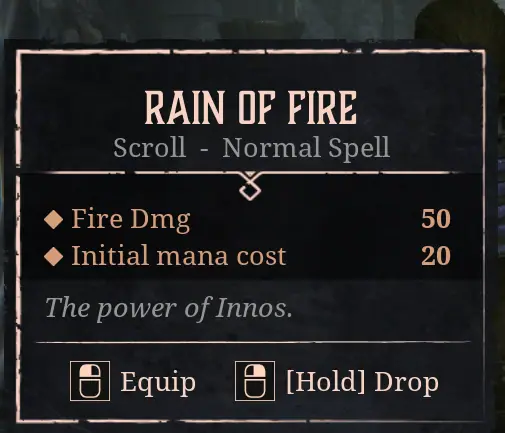 RAIN OF FIRE
Scroll - Normal Spell
Fire Dmg 50
Initial mana cost 20
The power of Innos.
Equip [Hold] Drop